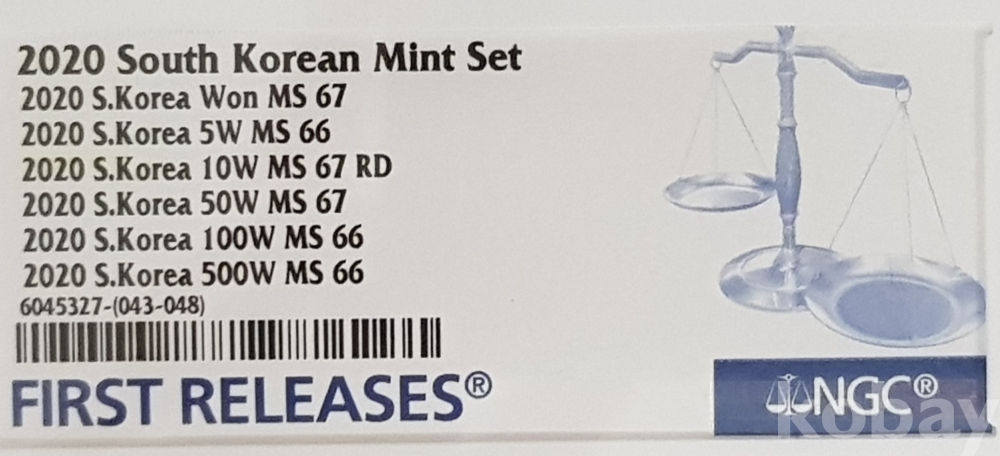 2020 South Korean Mint Set
2020 S.Korea Won MS 67
2020 S.Korea 5W MS 66
2020 S.Korea 10W MS 67 RD
2020 S.Korea 50W MS 67
2020 S.Korea 100W MS 66
2020 S.Korea 500W MS 66
6045327-(043-048)
FIRST RELEASES®
NGC®
Kobay